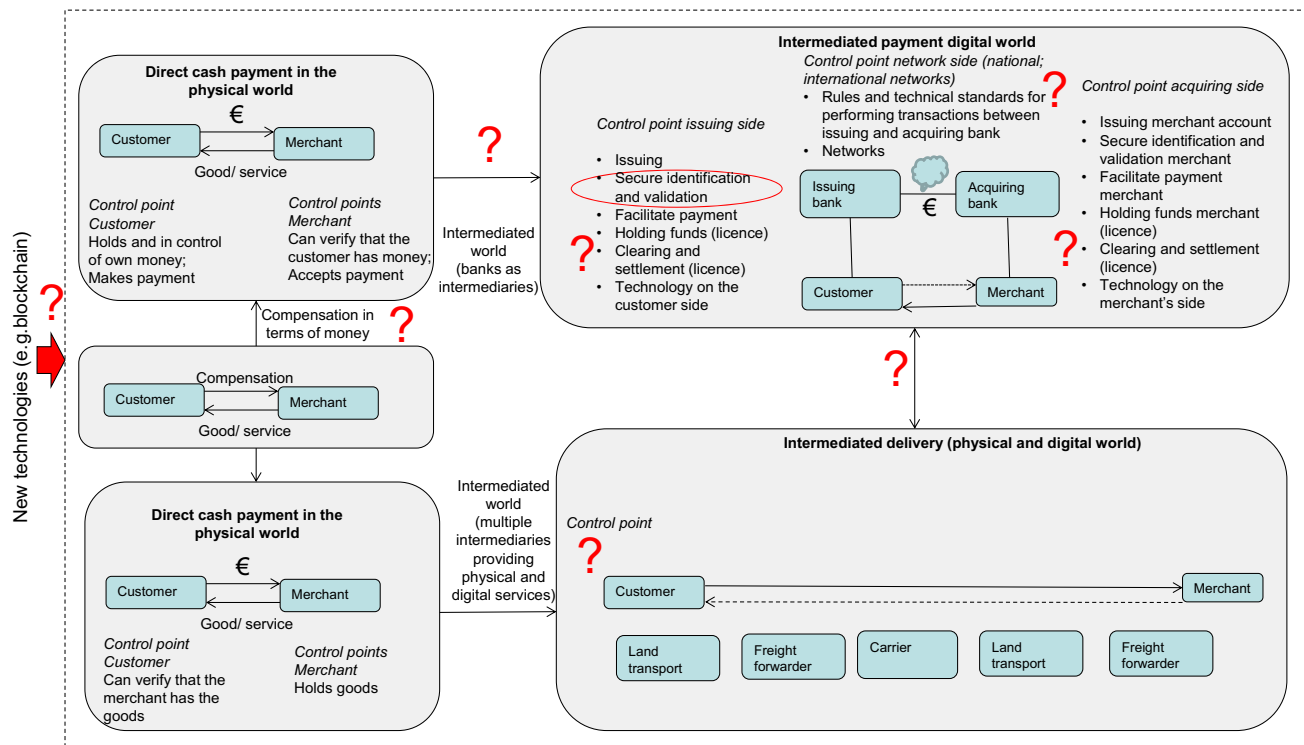 New technologies (e.g.blockchain)
?
Direct cash payment in the
physical world
€
Customer
Merchant
Good/ service
Control point
Customer
Holds and in control
of own money;
Makes payment
Control points
Merchant
Can verify that the
customer has money;
Accepts payment
?
Intermediated
world
(banks as
intermediaries)
Compensation in
terms of money
?
Compensation
Customer
Merchant
Good/ service
Direct cash payment in the
physical world
€
Customer
Merchant
Good/ service
Control point
Customer
Can verify that the
merchant has the
goods
Control points
Merchant
Holds goods
Intermediated
world
(multiple
intermediaries
providing
physical and
digital services)
Intermediated payment digital world
Control point network side (national;
international networks)
• Rules and technical standards for
performing transactions between
issuing and acquiring bank
• Networks
?
Control point issuing side
• Issuing
• Secure identification
and validation
• Facilitate payment
• Holding funds (licence)
• Clearing and
settlement (licence)
• Technology on the
customer side
?
Issuing
bank
€
Acquiring
bank
Customer
Merchant
Control point acquiring side
• Issuing merchant account
• Secure identification and
validation merchant
• Facilitate payment
merchant
• Holding funds merchant
(licence)
• Clearing and settlement
(licence)
• Technology on the
merchant's side
?
?
Intermediated delivery (physical and digital world)
Control point
?
Customer
Merchant
Land
transport
Freight
forwarder
Carrier
Land
transport
Freight
forwarder